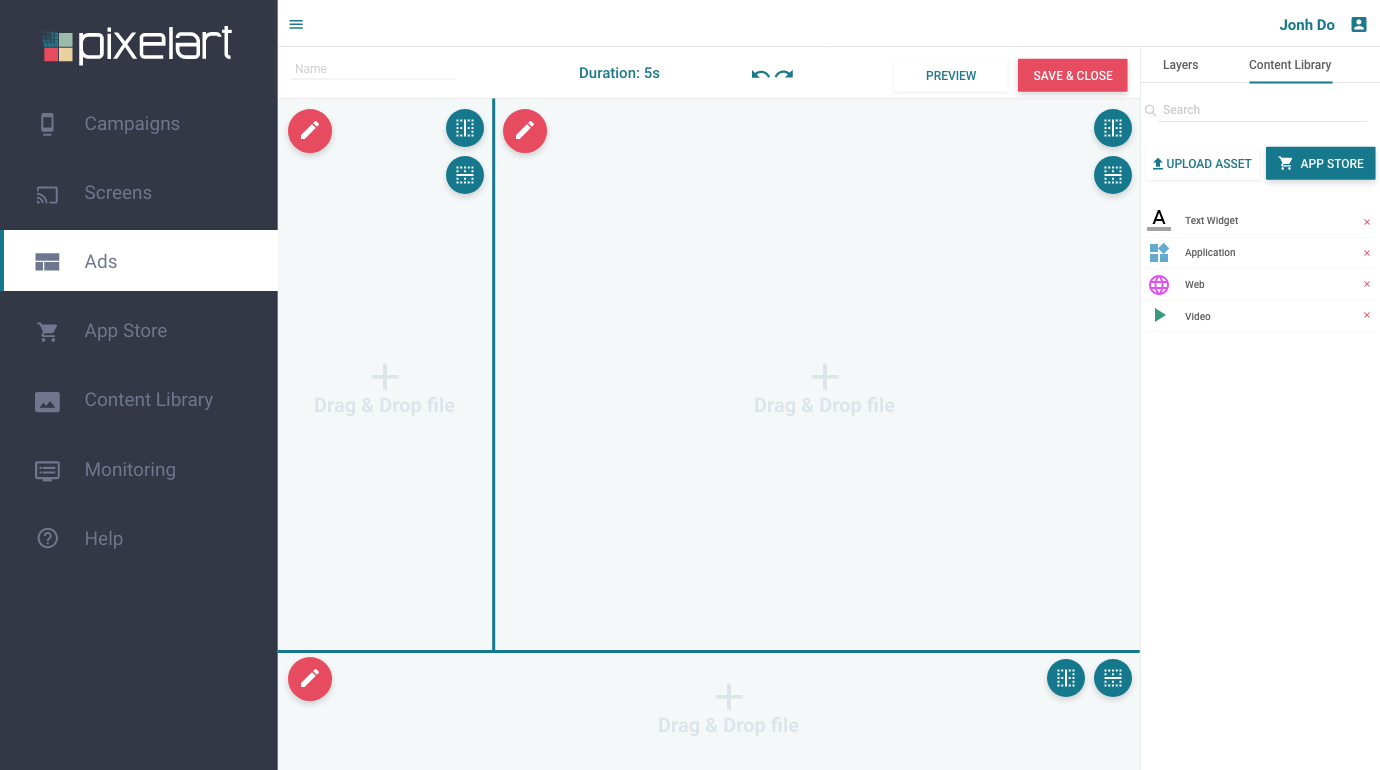 pixelart
Jonh Do
Campaigns
Screens
Ads
App Store
Content Library
Monitoring
Help
Name
Duration: 5s
PREVIEW
SAVE & CLOSE
Drag & Drop file
Drag & Drop file
Drag & Drop file
Layers
Content Library
Search
UPLOAD ASSET
APP STORE
A
Text Widget
Application
Web
Video